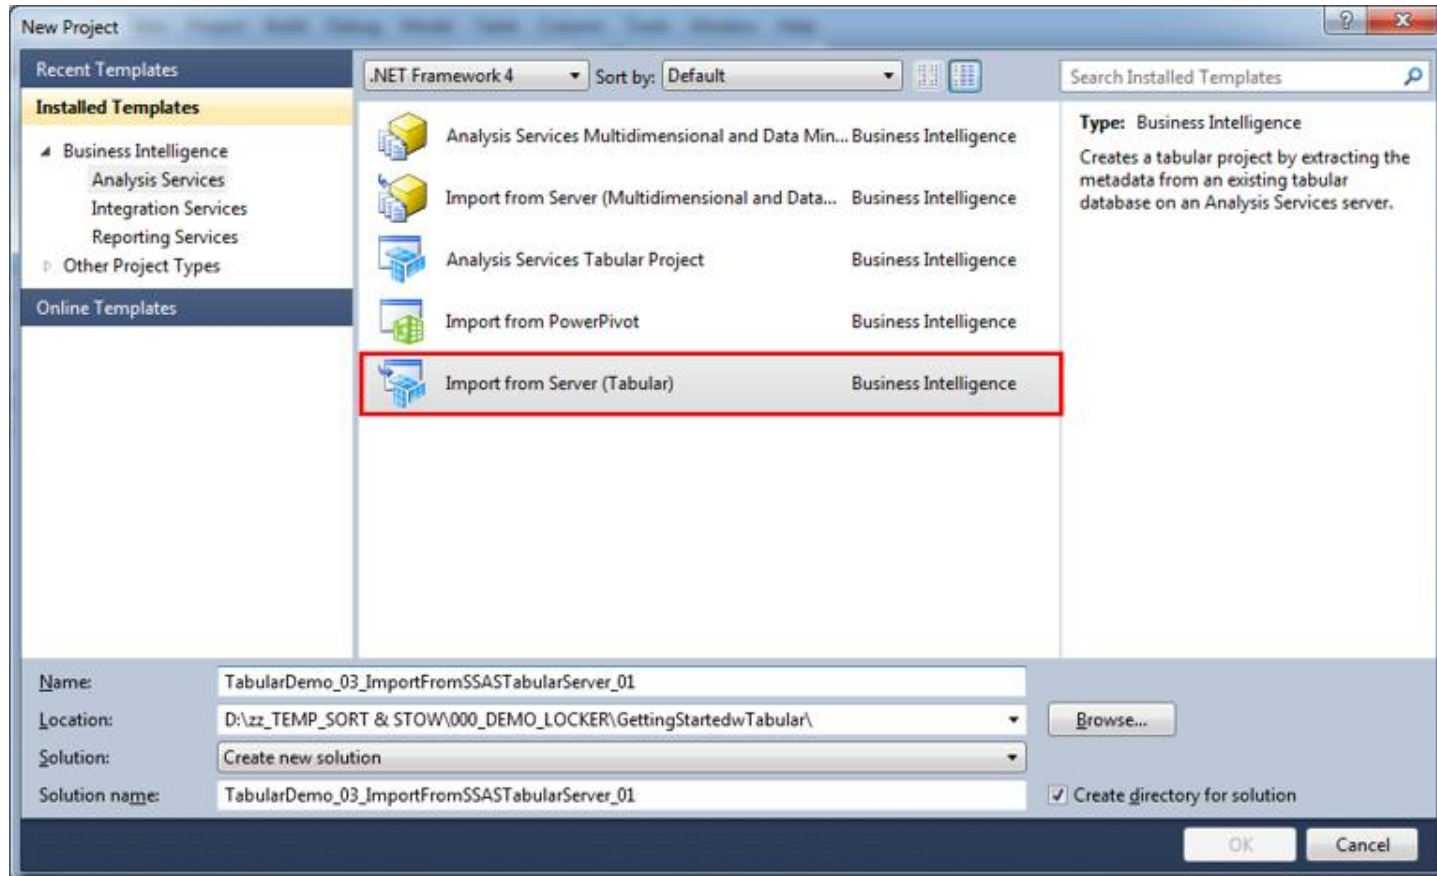 New Project
Recent Templates
Installed Templates
Business Intelligence
Analysis Services
Integration Services
Reporting Services
Other Project Types
Online Templates
.NET Framework 4
Sort by: Default
Analysis Services Multidimensional and Data Min... Business Intelligence
Import from Server (Multidimensional and Data... Business Intelligence
Analysis Services Tabular Project Business Intelligence
Import from PowerPivot Business Intelligence
Import from Server (Tabular) Business Intelligence
Search Installed Templates
Type: Business Intelligence
Creates a tabular project by extracting the
metadata from an existing tabular
database on an Analysis Services server.
Name: TabularDemo_03_ImportFromSSASTabularServer_01
Location: D:\zz_TEMP_SORT & STOW\000_DEMO_LOCKER\GettingStartedwTabular\
Browse...
Solution: Create new solution
Solution name: TabularDemo_03_ImportFromSSASTabularServer_01
Create directory for solution
OK
Cancel